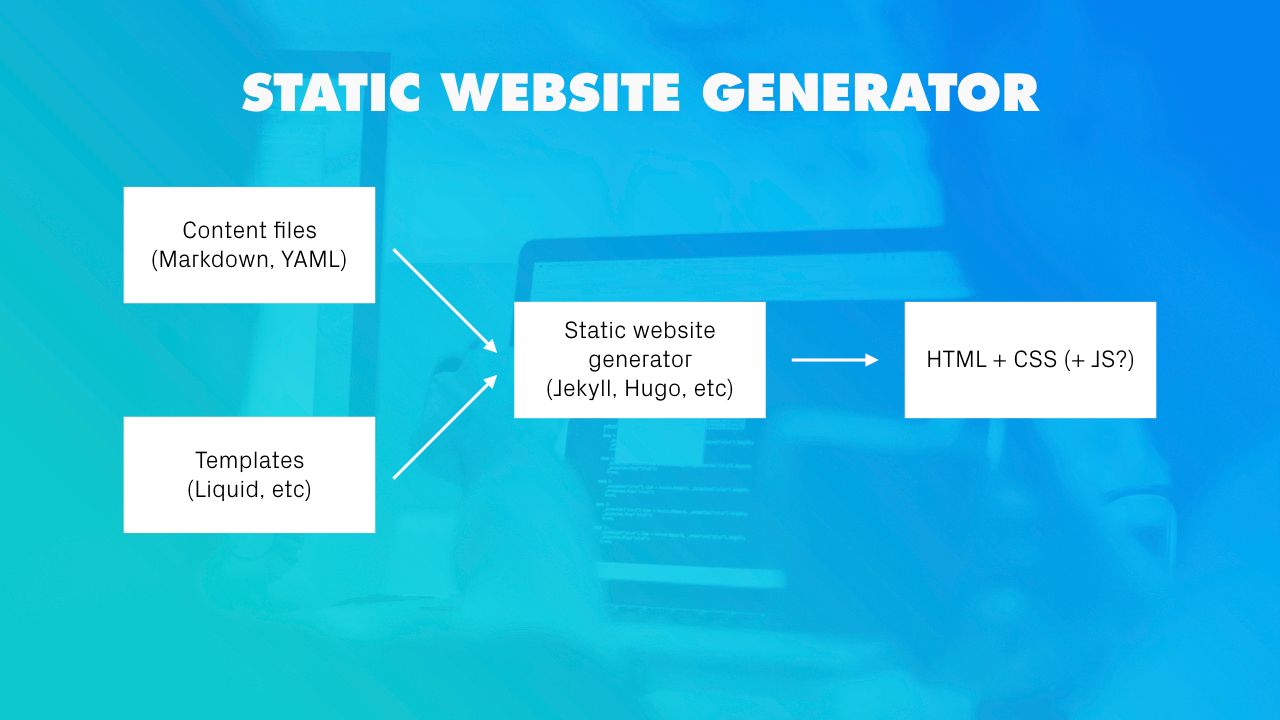 STATIC WEBSITE GENERATOR
Content files
(Markdown, YAML)
Templates
(Liquid, etc)
Static website
generator
(Jekyll, Hugo, etc)
HTML + CSS (+ JS?)